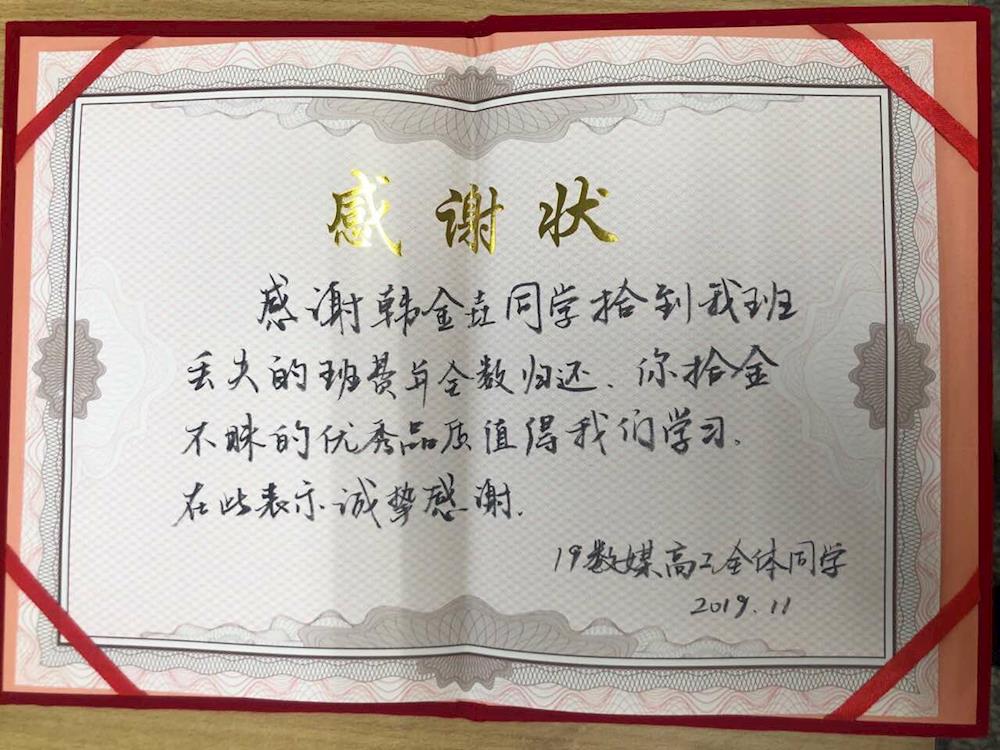 感谢状
感谢韩金垚同学拾到我班
丢失的班费并全数归还、你拾金
不昧的优秀品质值得我们学习、
在此表示诚挚感谢.
19数媒高工全体同学
2019.11